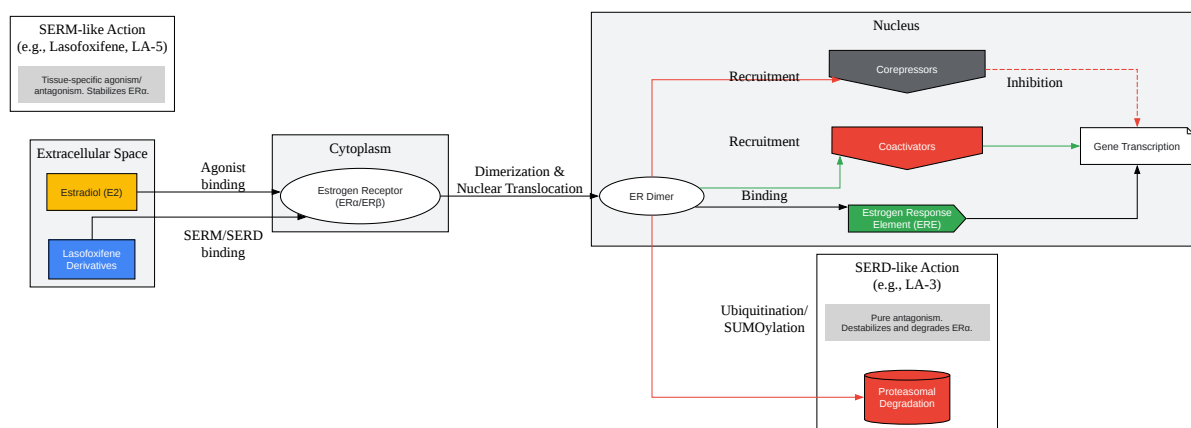 SERM-like Action
(e.g., Lasofoxifene, LA-5)
Tissue-specific agonism/
antagonism. Stabilizes ERα.
Extracellular Space
Estradiol (E2)
Lasofoxifene
Derivatives
Agonist
binding
SERM/SERD
binding
Cytoplasm
Estrogen Receptor
(ERα/ERβ)
Dimerization &
Nuclear Translocation
Nucleus
ER Dimer
Recruitment
Corepressors
Inhibition
Recruitment
Coactivators
Gene Transcription
Binding
Estrogen Response
Element (ERE)
Ubiquitination/
SUMOylation
SERD-like Action
(e.g., LA-3)
Pure antagonism.
Destabilizes and degrades ERα.
Proteasomal
Degradation